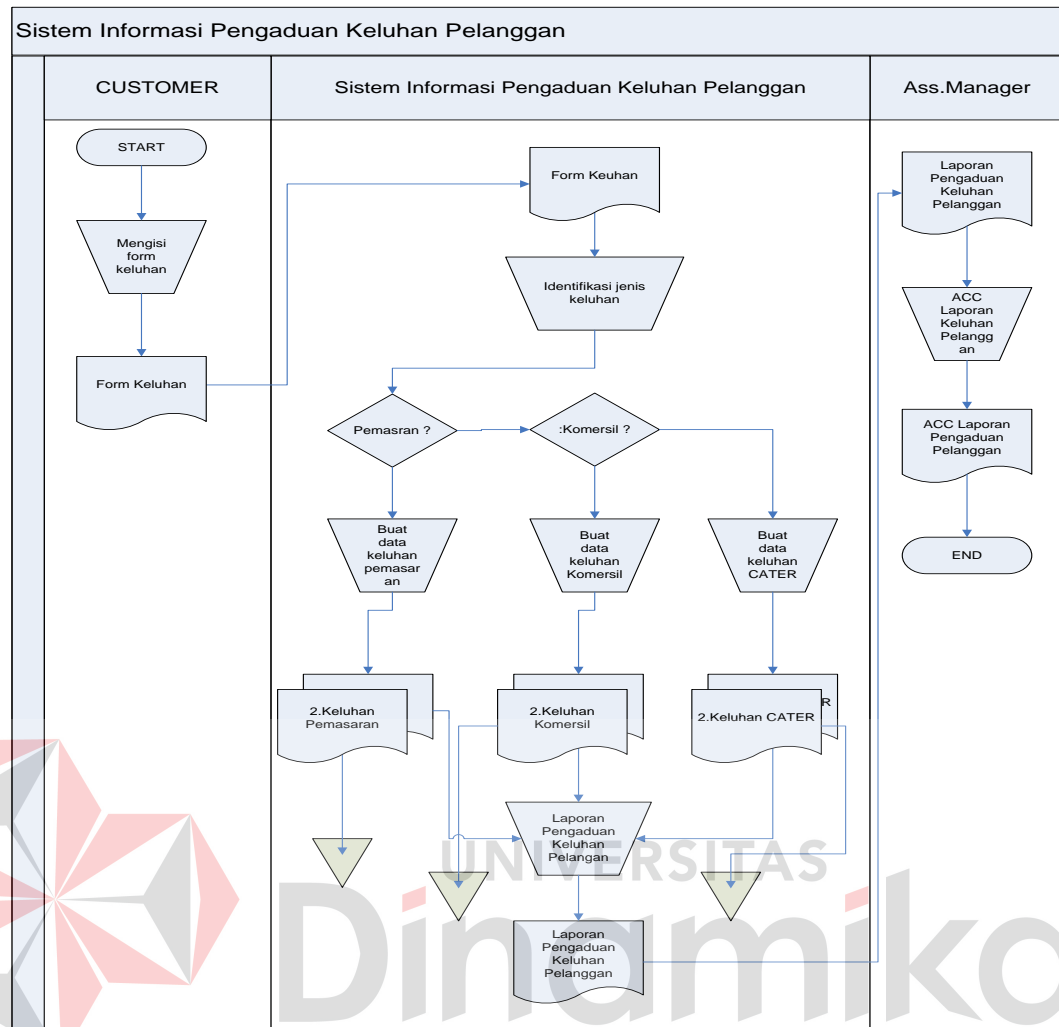 Sistem Informasi Pengaduan Keluhan Pelanggan
CUSTOMER
Sistem Informasi Pengaduan Keluhan Pelanggan
Ass.Manager
START
Mengisi
form
keluhan
Form Keluhan
Form Keuhan
Identifikasi jenis
keluhan
Pemasran ?
:Komersil ?
Buat
data
keluhan
pemasar
an
Buat
data
keluhan
Komersil
Buat
data
keluhan
CATER
2.Keluhan
Pemasaran
2.Keluhan
Komersil
R
2.Keluhan CATER
Laporan
Pengaduan
Keluhan
Pelangan
Laporan
Pengaduan
Keluhan
Pelanggan
Laporan
Pengaduan
Keluhan
Pelanggan
ACC
Laporan
Keluhan
Pelangg
an
ACC Laporan
Pengaduan
Pelanggan
END
UNIVERSITAS
Dinamika